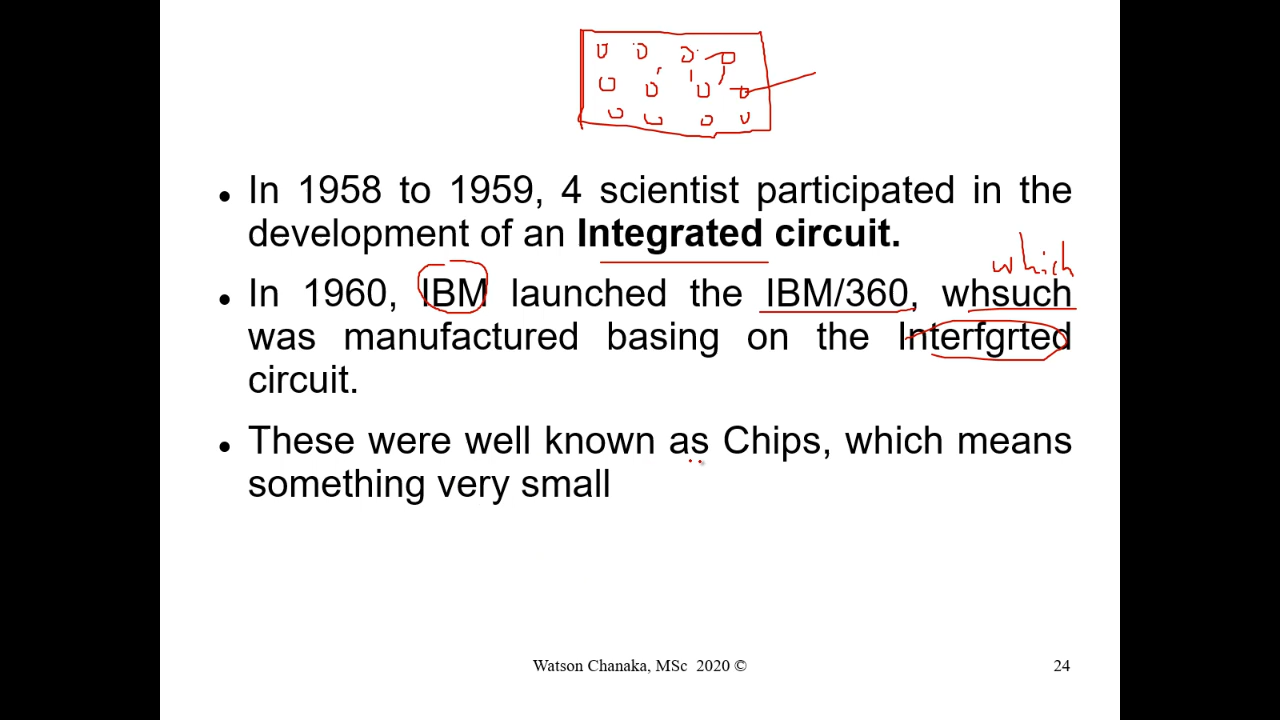 • In 1958 to 1959, 4 scientist participated in the
development of an Integrated circuit.
which
• In 1960, IBM launched the IBM/360, whsuch
was manufactured basing on the Interfgrted
circuit.
• These were well known as Chips, which means
something very small
Watson Chanaka, MSc 2020 © 24